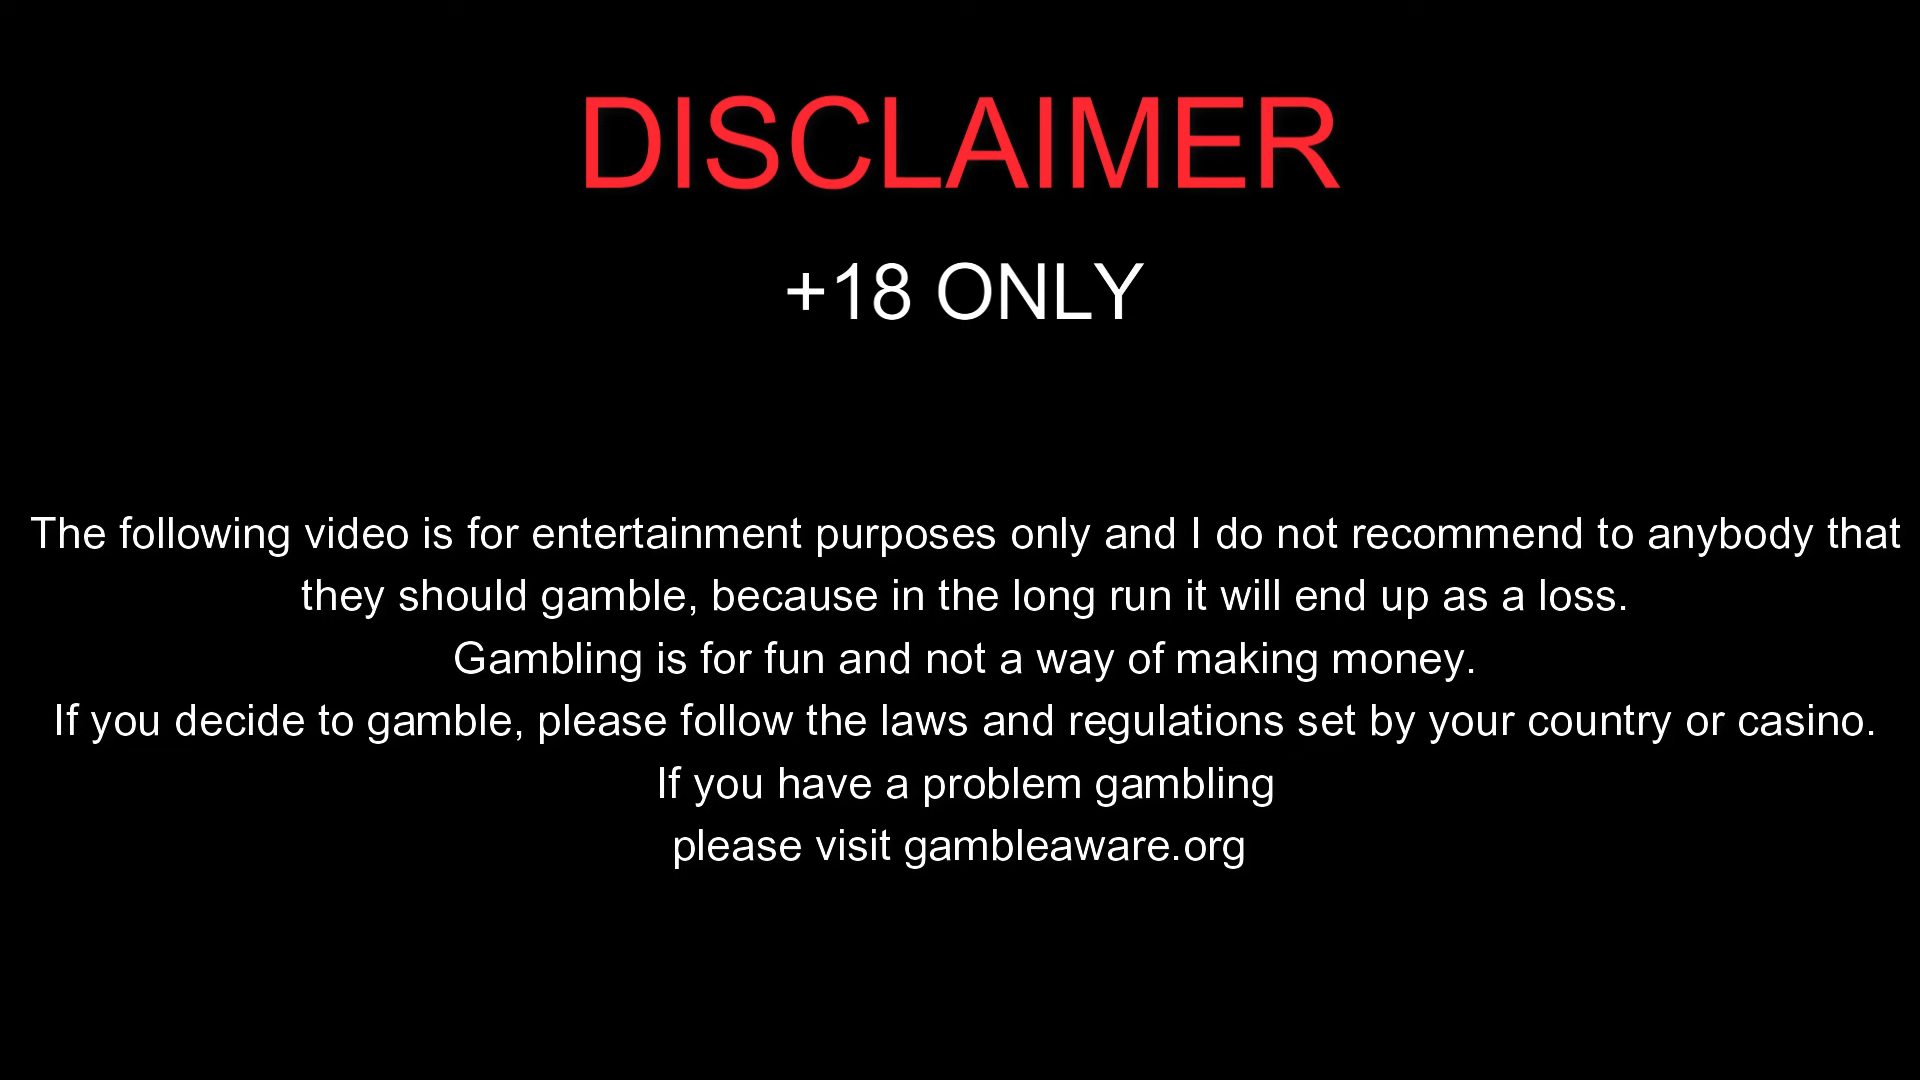 DISCLAIMER
+18 ONLY
The following video is for entertainment purposes only and I do not recommend to anybody that
they should gamble, because in the long run it will end up as a loss.
Gambling is for fun and not a way of making money.
If you decide to gamble, please follow the laws and regulations set by your country or casino.
If you have a problem gambling
please visit gambleaware.org